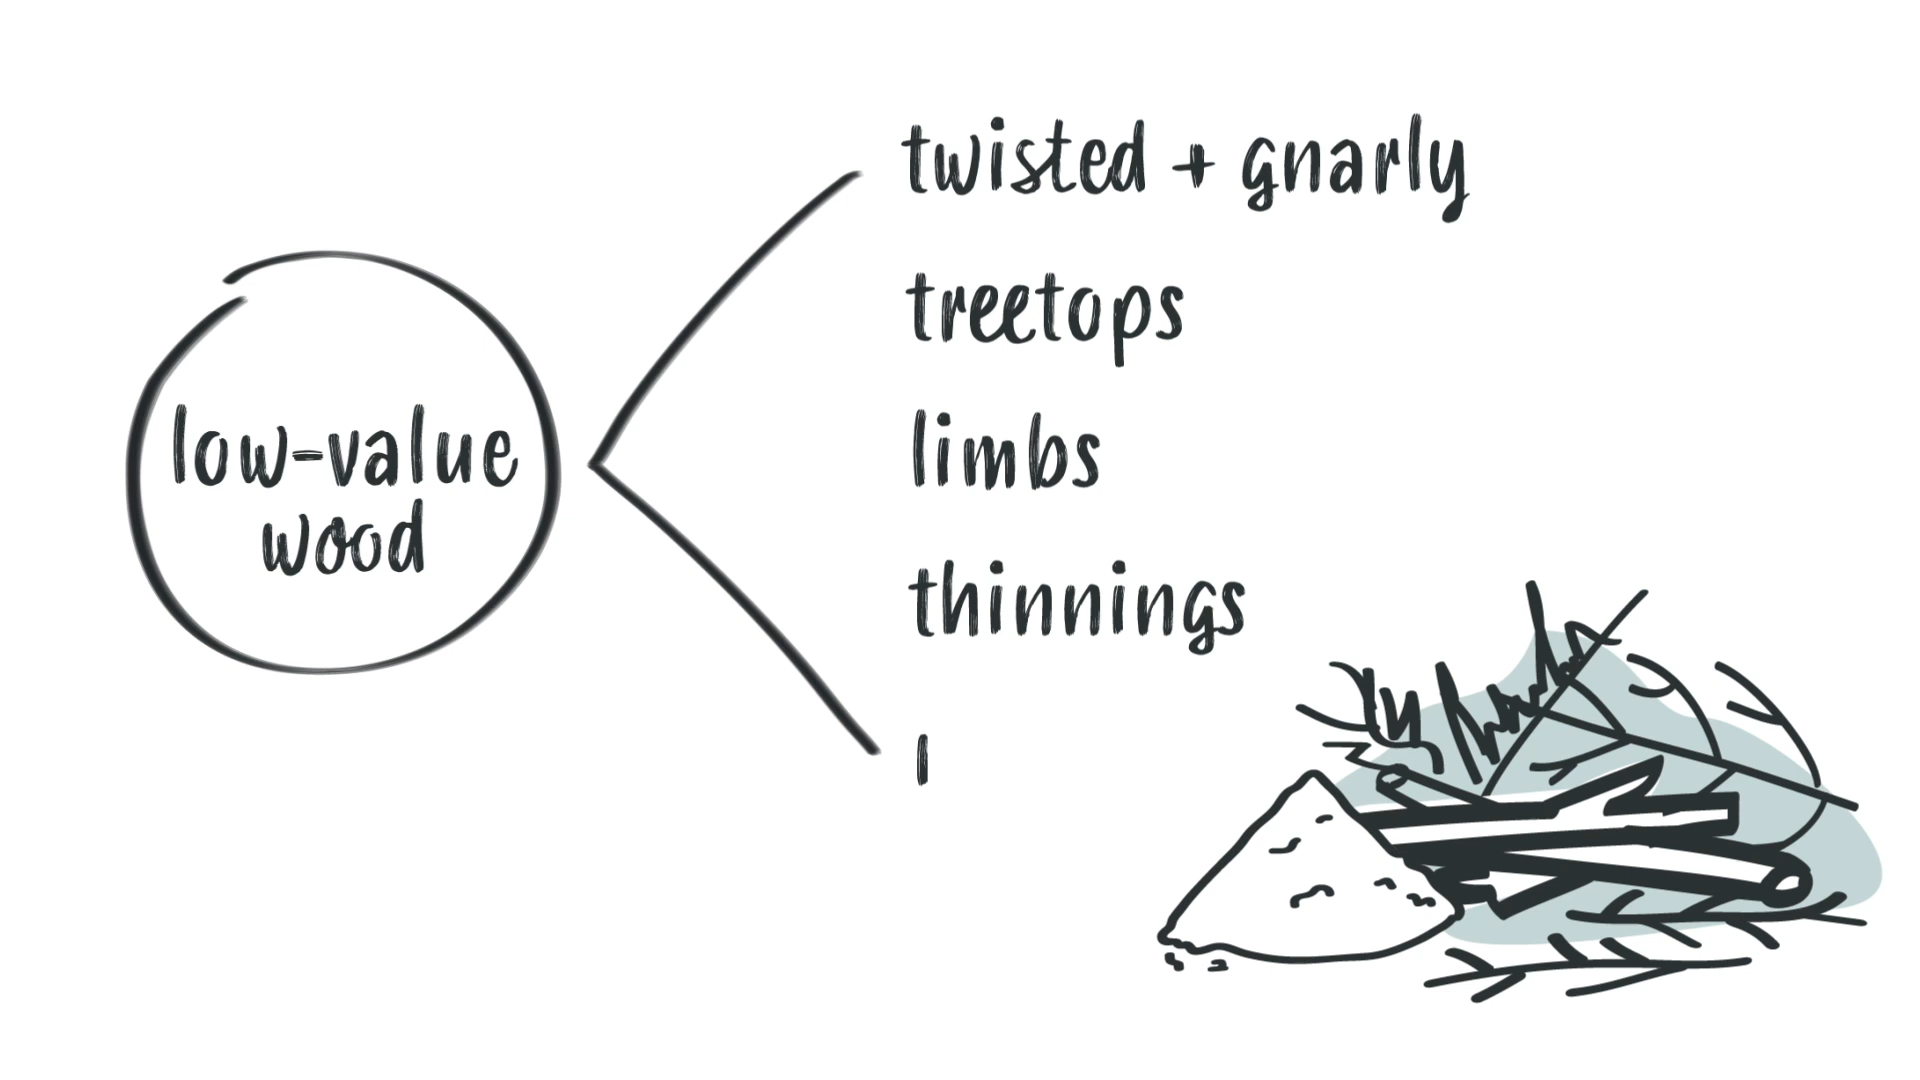 low-value
wood
twisted + gnarly
treetops
limbs
thinnings